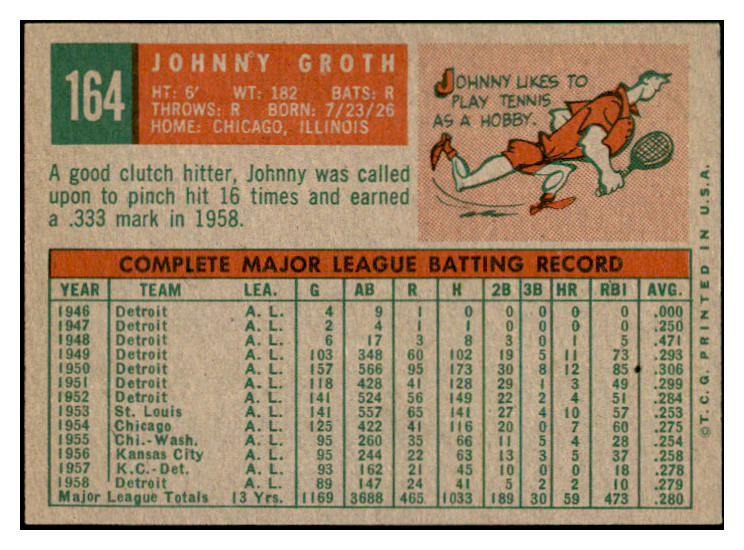 164
JOHNNY GROTH
HT: 6' WT: 182 BATS: R
THROWS: R BORN: 7/23/26
HOME: CHICAGO, ILLINOIS
JOHNNY LIKES TO
PLAY TENNIS
AS A HOBBY.
A good clutch hitter, Johnny was called
upon to pinch hit 16 times and earned
a .333 mark in 1958.
COMPLETE MAJOR LEAGUE BATTING RECORD
YEAR TEAM LEA. G AB R H 2B 3B HR RBI AVG.
1946 Detroit A. L. 4 9 1 0 0 0 0 0 .000
1947 Detroit A. L. 2 4 1 1 0 0 0 0 .250
1948 Detroit A. L. 6 17 3 8 3 0 1 5 .471
1949 Detroit A. L. 103 348 60 102 19 5 11 73 .293
1950 Detroit A. L. 157 566 95 173 30 8 12 85 .306
1951 Detroit A. L. 118 428 41 128 29 1 3 49 .299
1952 Detroit A. L. 141 524 56 149 22 2 4 51 .284
1953 St. Louis A. L. 141 557 65 141 27 4 10 57 .253
1954 Chicago A. L. 125 422 41 116 20 0 7 60 .275
1955 Chi.-Wash. A. L. 95 260 35 66 11 5 4 28 .254
1956 Kansas City A. L. 95 244 22 63 13 3 5 37 .258
1957 K.C.-Det. A. L. 93 162 21 45 10 0 0 18 .278
1958 Detroit A. L. 89 147 24 41 5 2 2 10 .279
Major League Totals 13 Yrs. 1169 3688 465 1033 189 30 59 473 .280
©T.C.G. PRINTED IN U.S.A.